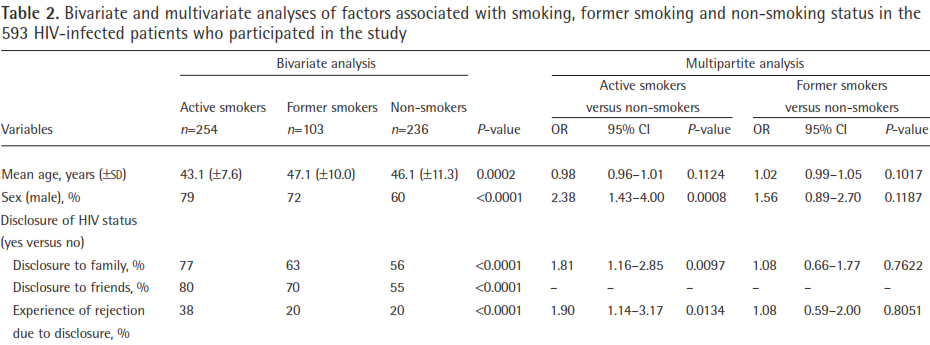 Table 2. Bivariate and multivariate analyses of factors associated with smoking, former smoking and non-smoking status in the
593 HIV-infected patients who participated in the study
Bivariate analysis Multipartite analysis
Active smokers Former smokers
Active smokers Former smokers Non-smokers versus non-smokers versus non-smokers
Variables n=254 n=103 n=236 P-value OR 95% CI P-value OR 95% CI P-value
Mean age, years (±SD) 43.1 (±7.6) 47.1 (±10.0) 46.1 (±11.3) 0.0002 0.98 0.96–1.01 0.1124 1.02 0.99–1.05 0.1017
Sex (male), % 79 72 60 <0.0001 2.38 1.43–4.00 0.0008 1.56 0.89–2.70 0.1187
Disclosure of HIV status
(yes versus no)
Disclosure to family, % 77 63 56 <0.0001 1.81 1.16–2.85 0.0097 1.08 0.66–1.77 0.7622
Disclosure to friends, % 80 70 55 <0.0001 – – – – – –
Experience of rejection 38 20 20 <0.0001 1.90 1.14–3.17 0.0134 1.08 0.59–2.00 0.8051
due to disclosure, %